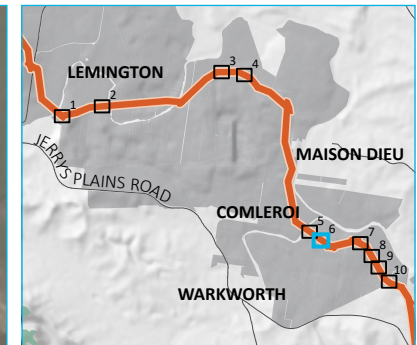 3
4
LEMINGTON
2
1
MAISON DIEU
JERRYS PLAINS ROAD
COMLEROI
5
6
7
8
9
10
WARKWORTH